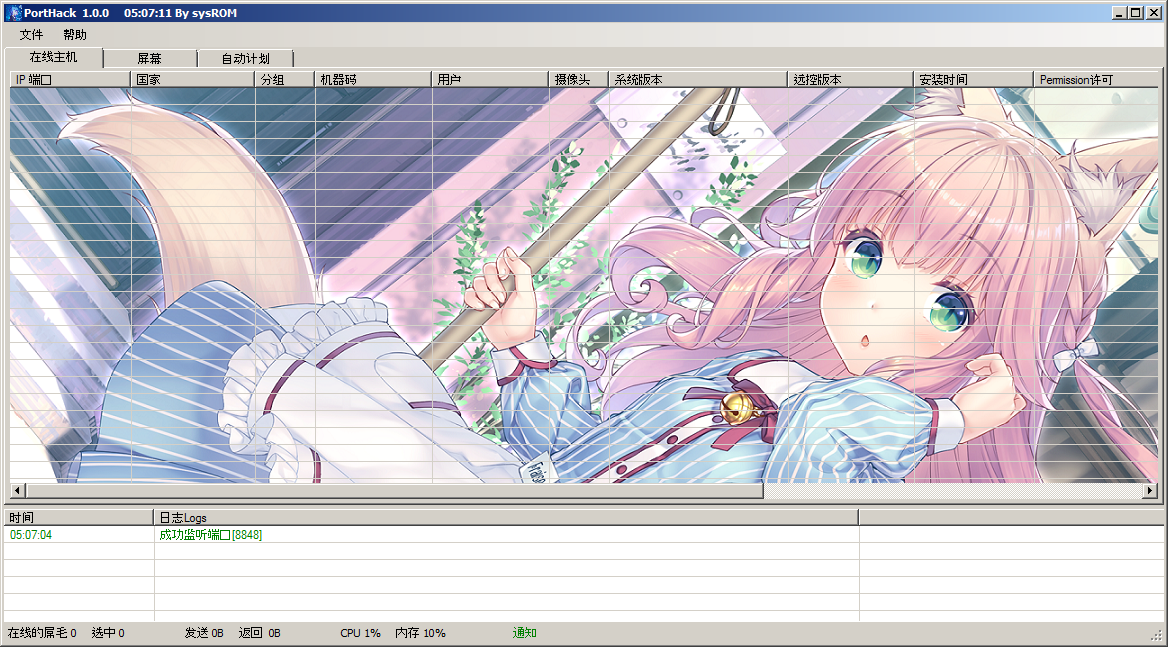 PortHack 1.0.0 05:07:11 By sysROM
文件 帮助
在线主机 屏幕 自动计划
IP 端口 国家 分组 机器码 用户 摄像头 系统版本 远控版本 安装时间 Permission许可
Fraise
时间 日志Logs
05:07:04 成功监听端口[8848]
在线的屌毛 0 选中 0 发送 0B 返回 0B CPU 1% 内存 10% 通知